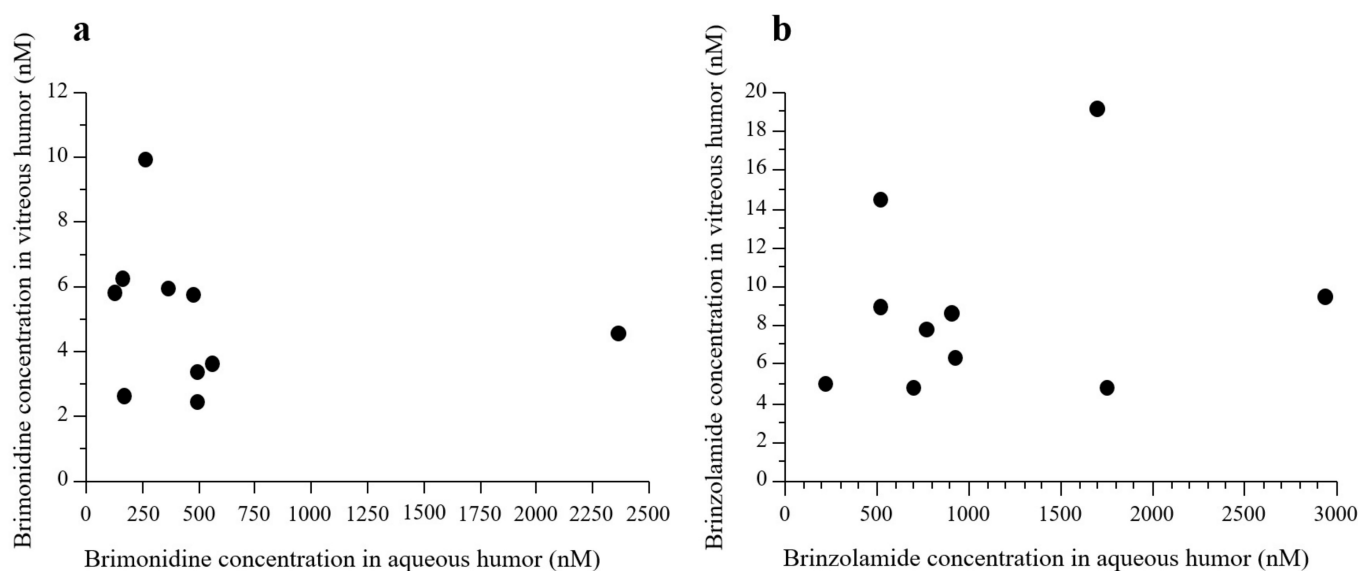 a
Brimonidine concentration in vitreous humor (nM)
12
10
8
6
4
2
0
0 250 500 750 1000 1250 1500 1750 2000 2250 2500
Brimonidine concentration in aqueous humor (nM)
b
Brinzolamide concentration in vitreous humor (nM)
20
18
16
14
12
10
8
6
4
2
0
0 500 1000 1500 2000 2500 3000
Brinzolamide concentration in aqueous humor (nM)